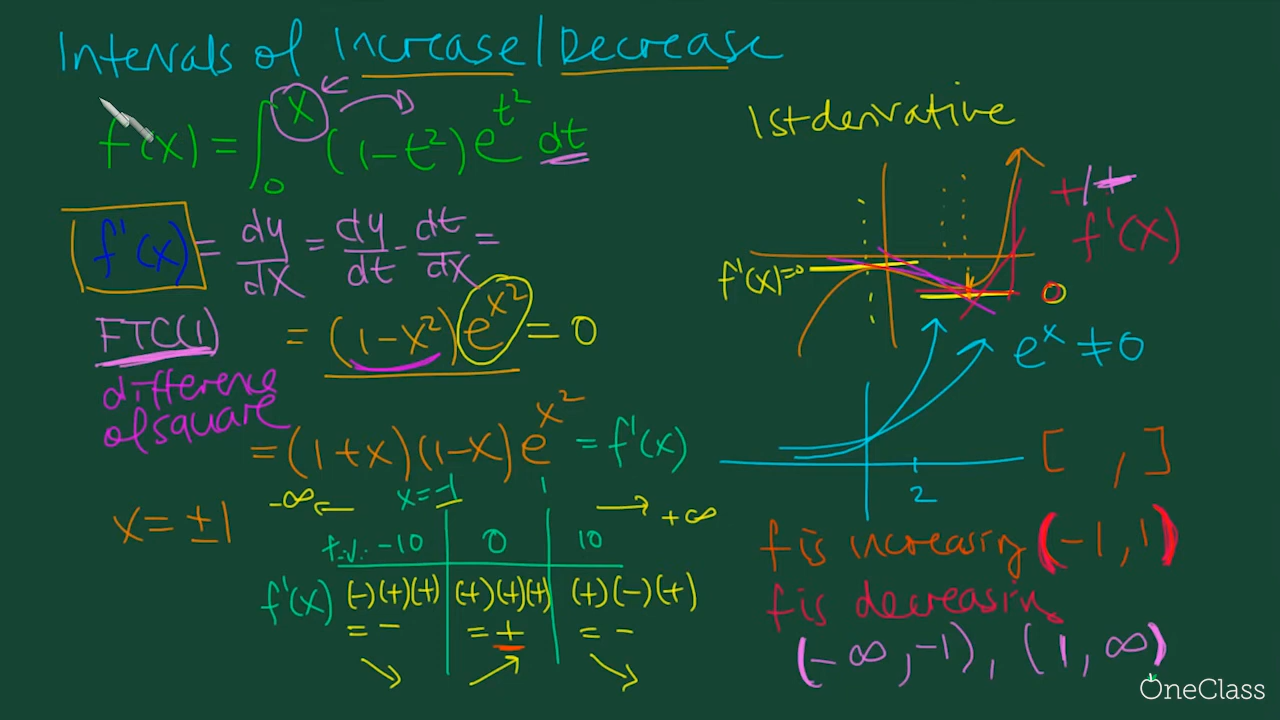 Intervals of Increase/Decrease
f(x) = ∫₀ˣ (1-t²) e^t² dt
f'(x) = dy/dx = dy/dt - dt/dx =
FTC(1) = (1-x²) e^x² = 0
difference
of square
= (1+x)(1-x) e^x² = f'(x)
x = ±1
-∞ ← x = -1 1 → +∞
t.v. -10 0 10
f'(x) (-)(+)(+) (+)(+)(+) (+)(-)(+)
= - = + = -
1st derivative
+/+
f'(x)
f'(x)=0
0
e^x ≠ 0
2
[ , ]
f is increasing (-1, 1)
f is decreasing
(-∞, -1), (1, ∞)
OneClass